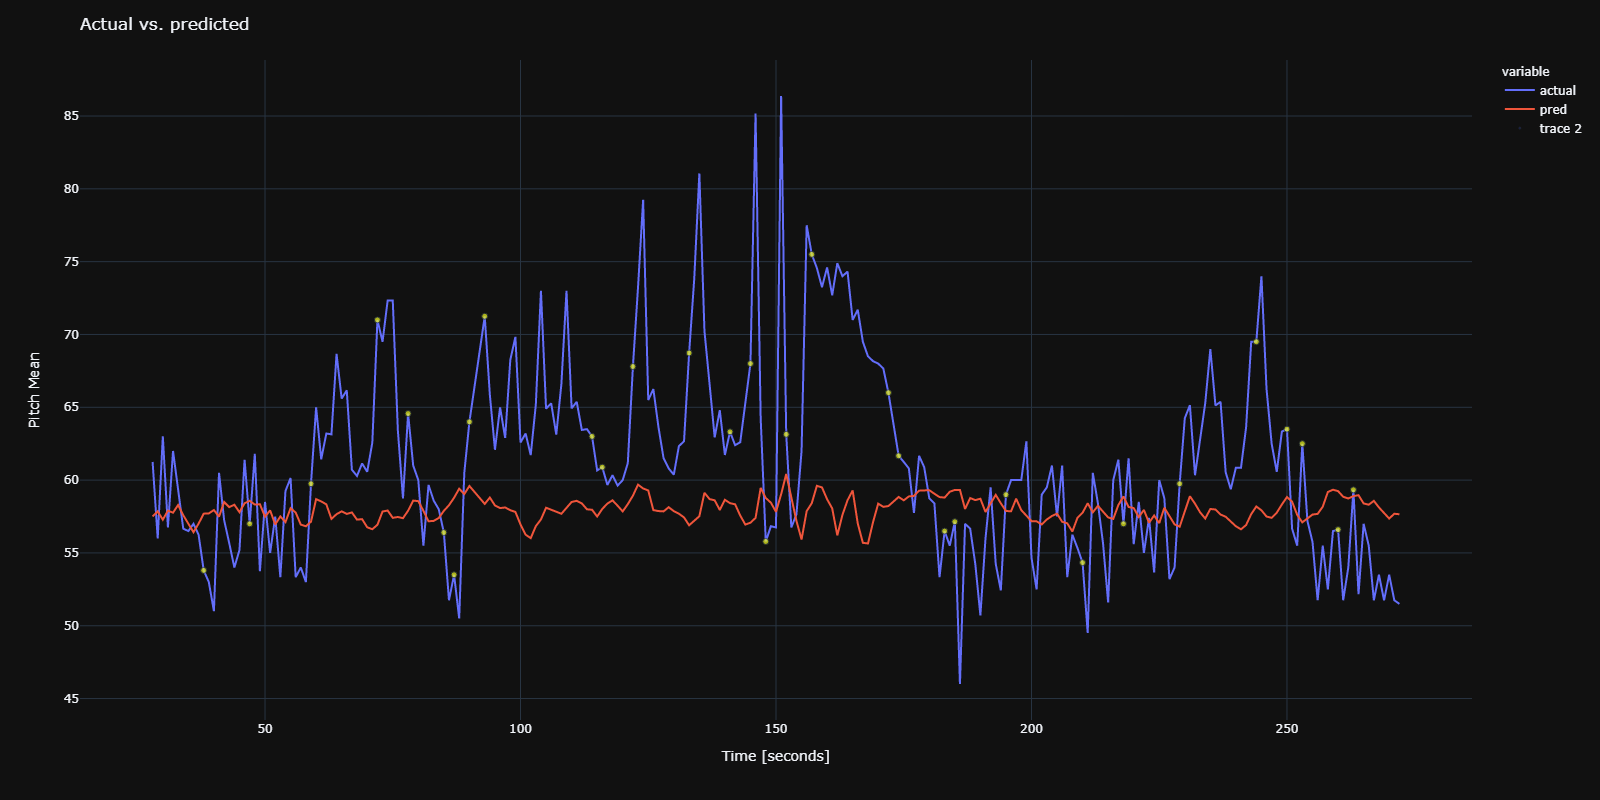 Actual vs. predicted
variable
actual
pred
trace 2
Pitch Mean
85
80
75
70
65
60
55
50
45
50 100 150 200 250
Time [seconds]